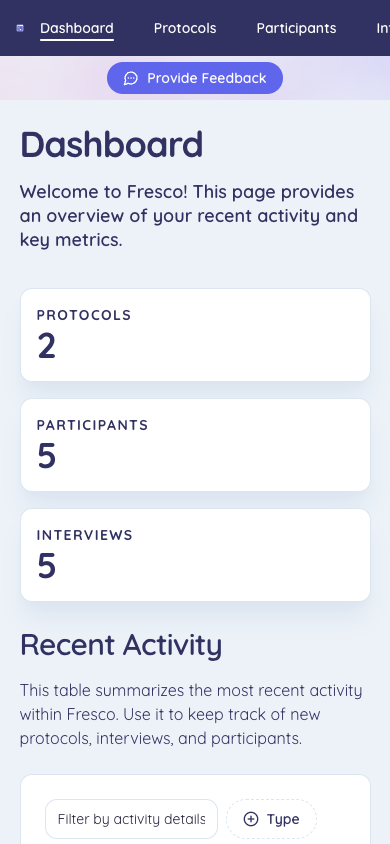 Dashboard
Protocols
Participants
In
Provide Feedback
Dashboard
Welcome to Fresco! This page provides
an overview of your recent activity and
key metrics.
PROTOCOLS
2
PARTICIPANTS
5
INTERVIEWS
5
Recent Activity
This table summarizes the most recent activity
within Fresco. Use it to keep track of new
protocols, interviews, and participants.
Filter by activity details
Type